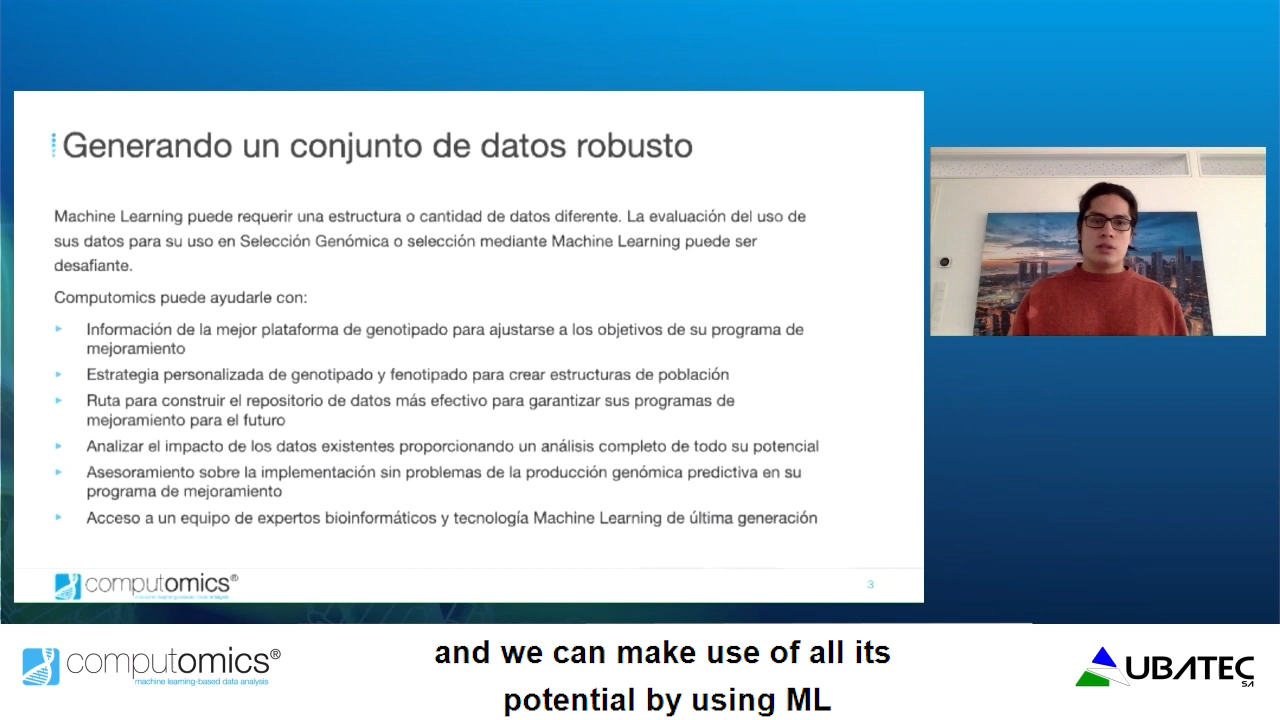 Generando un conjunto de datos robusto
Machine Learning puede requerir una estructura o cantidad de datos diferente. La evaluación del uso de
sus datos para su uso en Selección Genómica o selección mediante Machine Learning puede ser
desafiante.
Computomics puede ayudarle con:
Información de la mejor plataforma de genotipado para ajustarse a los objetivos de su programa de
mejoramiento
Estrategia personalizada de genotipado y fenotipado para crear estructuras de población
Ruta para construir el repositorio de datos más efectivo para garantizar sus programas de
mejoramiento para el futuro
Analizar el impacto de los datos existentes proporcionando un análisis completo de todo su potencial
Asesoramiento sobre la implementación sin problemas de la producción genómica predictiva en su
programa de mejoramiento
Acceso a un equipo de expertos bioinformáticos y tecnología Machine Learning de última generación
computomics®
3
computomics®
machine learning-based data analysis
and we can make use of all its
potential by using ML
UBATEC
SA